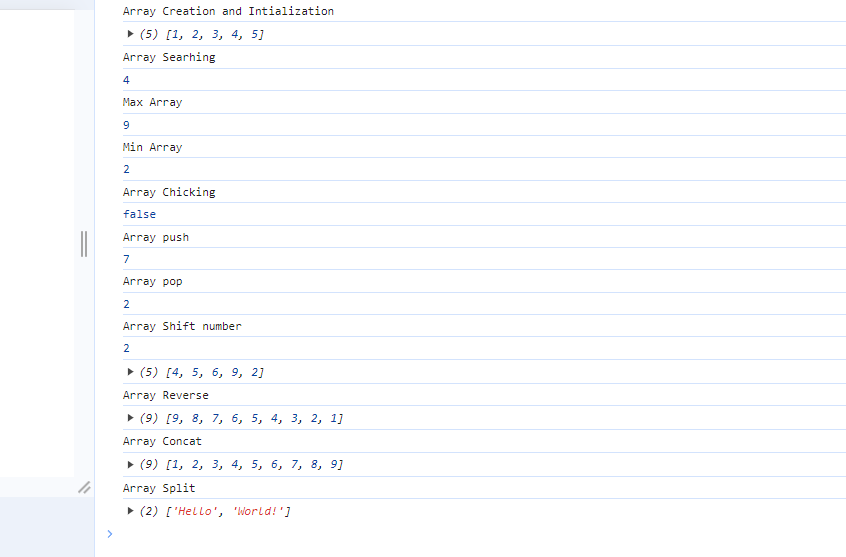 Array Creation and Intialization
(5) [1, 2, 3, 4, 5]
Array Searhing
4
Max Array
9
Min Array
2
Array Chicking
false
Array push
7
Array pop
2
Array Shift number
2
(5) [4, 5, 6, 9, 2]
Array Reverse
(9) [9, 8, 7, 6, 5, 4, 3, 2, 1]
Array Concat
(9) [1, 2, 3, 4, 5, 6, 7, 8, 9]
Array Split
(2) ['Hello', 'World!']